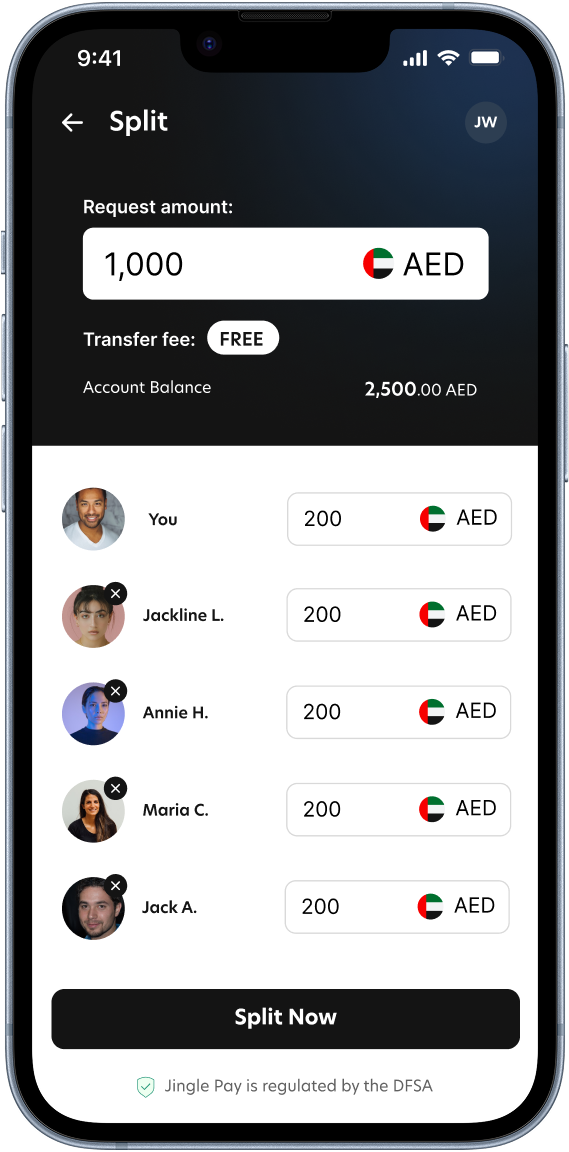 9:41
Split
JW
Request amount:
1,000 AED
Transfer fee: FREE
Account Balance 2,500.00 AED
You 200 AED
Jackline L. 200 AED
Annie H. 200 AED
Maria C. 200 AED
Jack A. 200 AED
Split Now
Jingle Pay is regulated by the DFSA